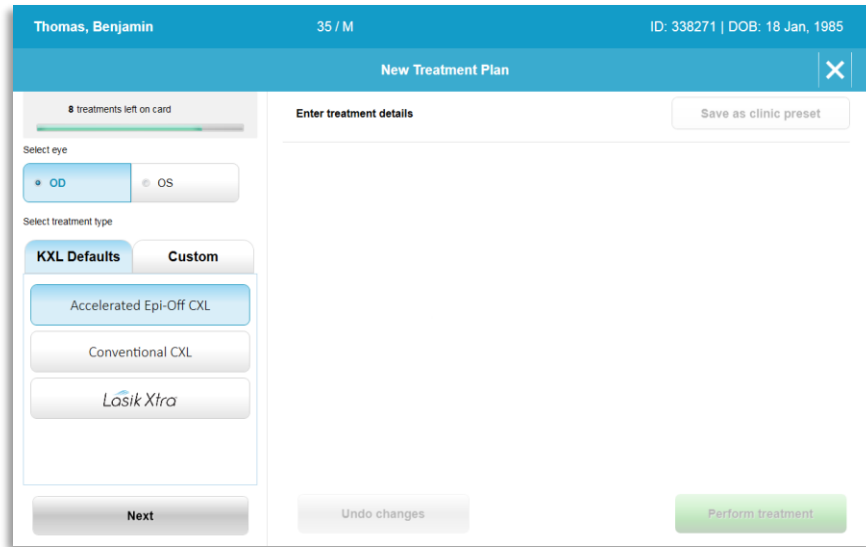 Thomas, Benjamin 35 / M ID: 338271 | DOB: 18 Jan, 1985
New Treatment Plan
8 treatments left on card
Enter treatment details
Save as clinic preset
Select eye
OD OS
Select treatment type
KXL Defaults Custom
Accelerated Epi-Off CXL
Conventional CXL
Lasik Xtra
Next
Undo changes
Perform treatment